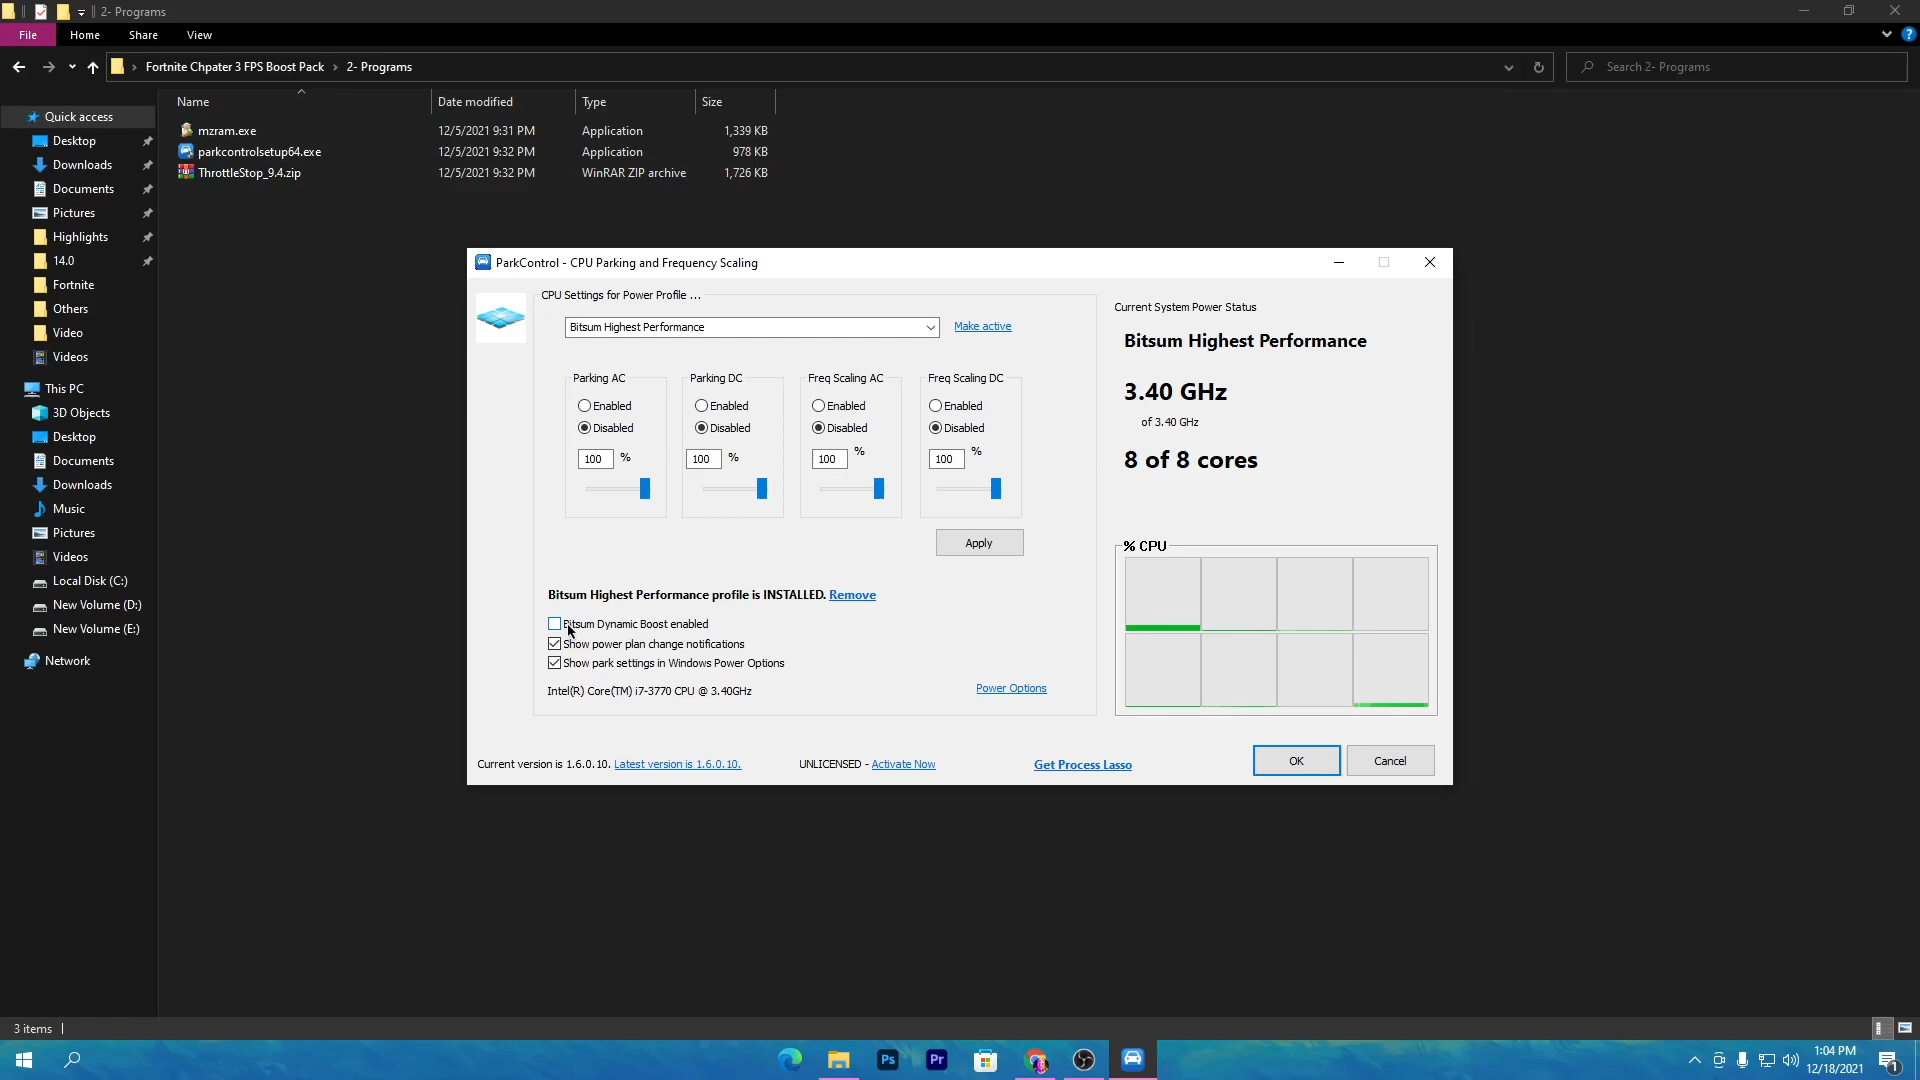 2- Programs
File
Home
Share
View
Fortnite Chpater 3 FPS Boost Pack
2- Programs
Search 2- Programs
Name
Date modified
Type
Size
mzram.exe 12/5/2021 9:31 PM Application 1,339 KB
parkcontrolsetup64.exe 12/5/2021 9:32 PM Application 978 KB
ThrottleStop_9.4.zip 12/5/2021 9:32 PM WinRAR ZIP archive 1,726 KB
Quick access
Desktop
Downloads
Documents
Pictures
Highlights
14.0
Fortnite
Others
Video
Videos
This PC
3D Objects
Desktop
Documents
Downloads
Music
Pictures
Videos
Local Disk (C:)
New Volume (D:)
New Volume (E:)
Network
ParkControl - CPU Parking and Frequency Scaling
CPU Settings for Power Profile ...
Bitsum Highest Performance
Make active
Parking AC
Enabled
Disabled
100 %
Parking DC
Enabled
Disabled
100 %
Freq Scaling AC
Enabled
Disabled
100 %
Freq Scaling DC
Enabled
Disabled
100 %
Apply
Bitsum Highest Performance profile is INSTALLED. Remove
Bitsum Dynamic Boost enabled
Show power plan change notifications
Show park settings in Windows Power Options
Intel(R) Core(TM) i7-3770 CPU @ 3.40GHz
Power Options
Current System Power Status
Bitsum Highest Performance
3.40 GHz
of 3.40 GHz
8 of 8 cores
% CPU
Current version is 1.6.0.10. Latest version is 1.6.0.10.
UNLICENSED - Activate Now
Get Process Lasso
OK
Cancel
3 items
Ps
Pr
1:04 PM
12/18/2021
1